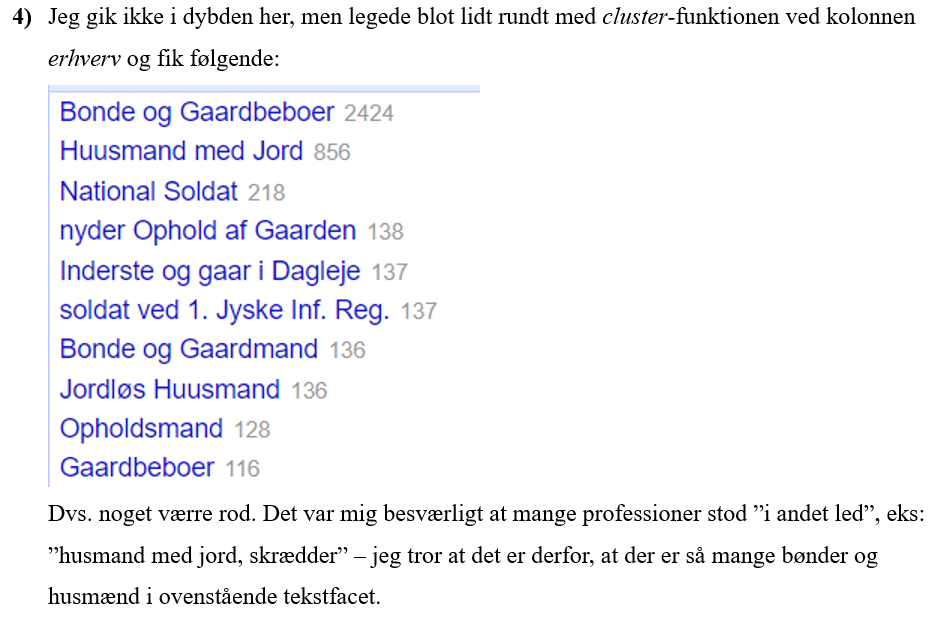 4) Jeg gik ikke i dybden her, men legede blot lidt rundt med cluster-funktionen ved kolonnen
erhverv og fik følgende:
Bonde og Gaardbeboer 2424
Huusmand med Jord 856
National Soldat 218
nyder Ophold af Gaarden 138
Inderste og gaar i Dagleje 137
soldat ved 1. Jyske Inf. Reg. 137
Bonde og Gaardmand 136
Jordløs Huusmand 136
Opholdsmand 128
Gaardbeboer 116
Dvs. noget værre rod. Det var mig besværligt at mange professioner stod ”i andet led”, eks:
”husmand med jord, skrædder” – jeg tror at det er derfor, at der er så mange bønder og
husmænd i ovenstående tekstfacet.